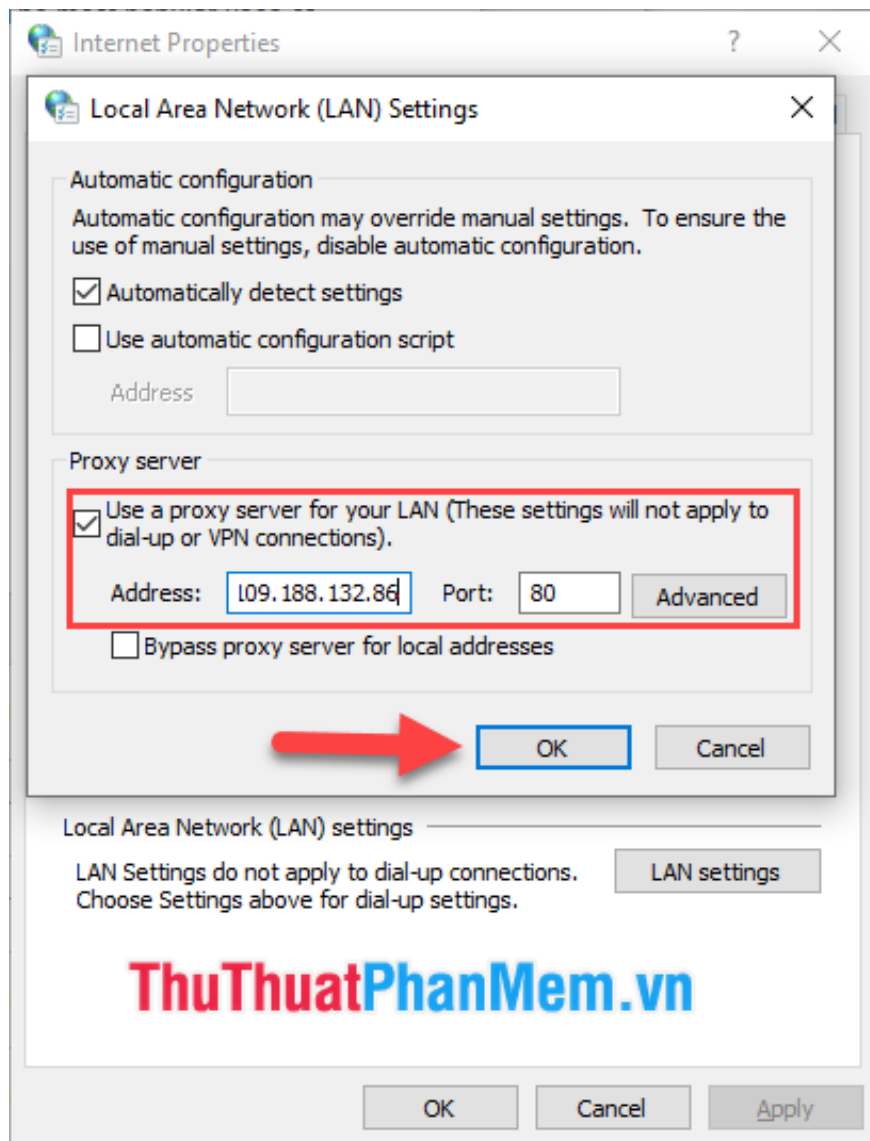 Internet Properties
?
Local Area Network (LAN) Settings
Automatic configuration
Automatic configuration may override manual settings. To ensure the
use of manual settings, disable automatic configuration.
Automatically detect settings
Use automatic configuration script
Address
Proxy server
Use a proxy server for your LAN (These settings will not apply to
dial-up or VPN connections).
Address: 109.188.132.86 Port: 80 Advanced
Bypass proxy server for local addresses
OK Cancel
Local Area Network (LAN) settings
LAN Settings do not apply to dial-up connections. LAN settings
Choose Settings above for dial-up settings.
ThuThuatPhanMem.vn
OK Cancel Apply